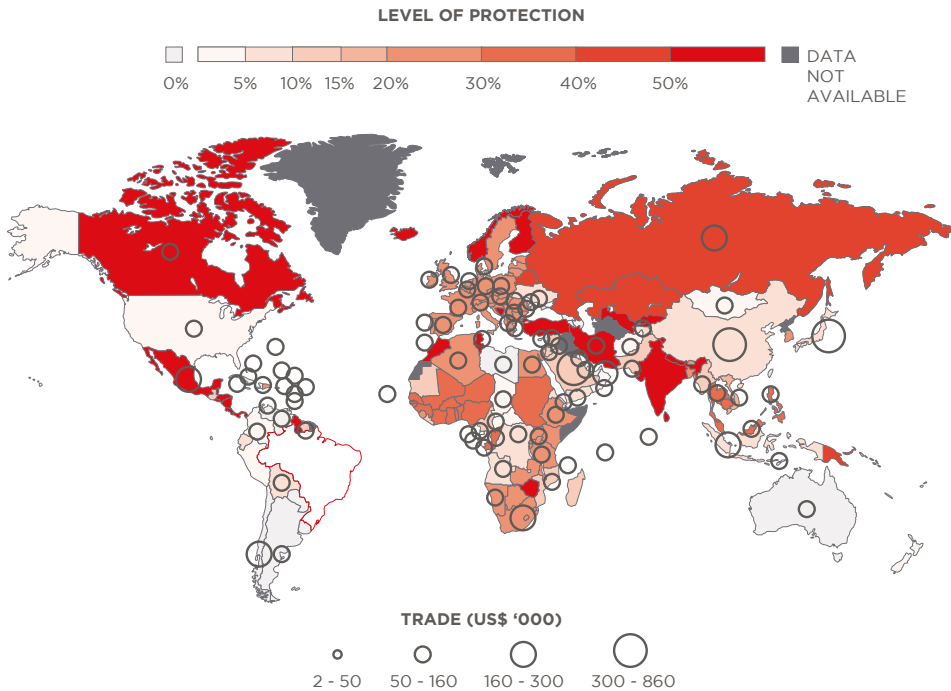 LEVEL OF PROTECTION
0% 5% 10% 15% 20% 30% 40% 50%
DATA
NOT
AVAILABLE
TRADE (US$ ‘000)
2 - 50 50 - 160 160 - 300 300 - 860